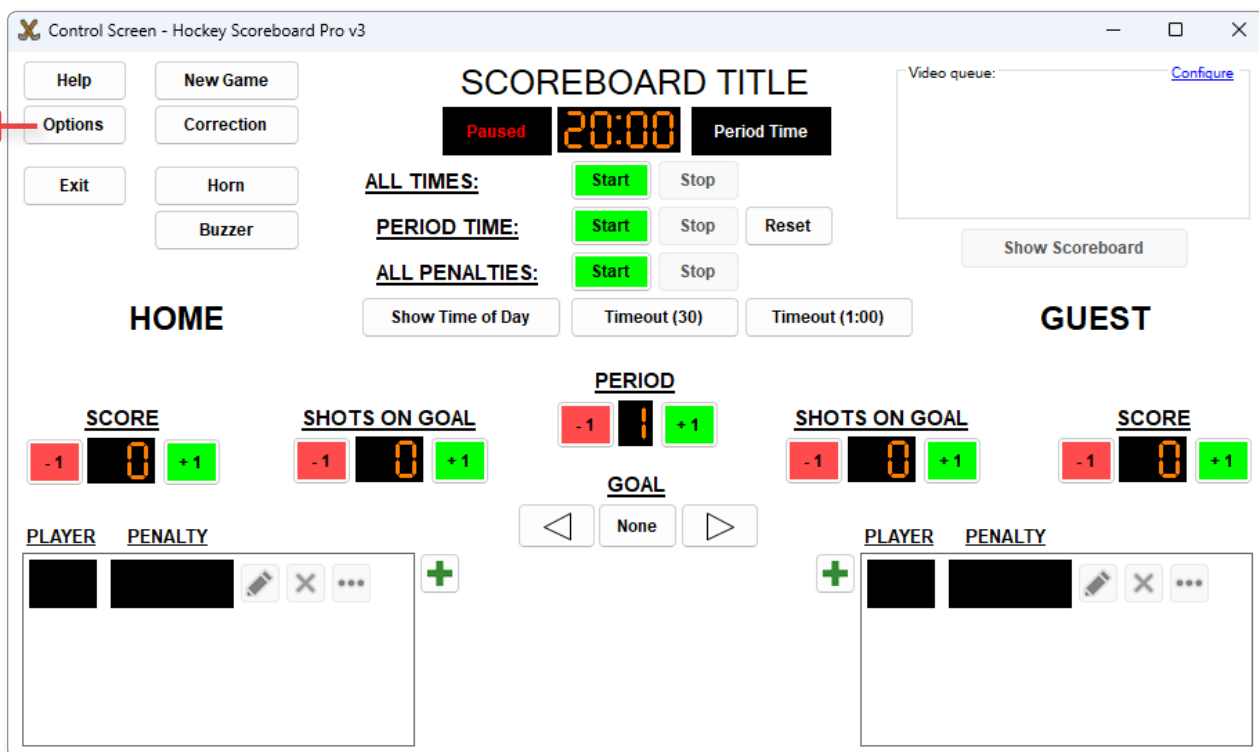 Control Screen - Hockey Scoreboard Pro v3
Help
New Game
SCOREBOARD TITLE
Video queue:
Configure
Options
Correction
Paused
20:00
Period Time
Exit
Horn
ALL TIMES:
Start
Stop
Buzzer
PERIOD TIME:
Start
Stop
Reset
Show Scoreboard
ALL PENALTIES:
Start
Stop
HOME
Show Time of Day
Timeout (30)
Timeout (1:00)
GUEST
PERIOD
- 1
1
+ 1
SCORE
- 1
0
+ 1
SHOTS ON GOAL
- 1
0
+ 1
SHOTS ON GOAL
- 1
0
+ 1
SCORE
- 1
0
+ 1
GOAL
None
PLAYER
PENALTY
PLAYER
PENALTY